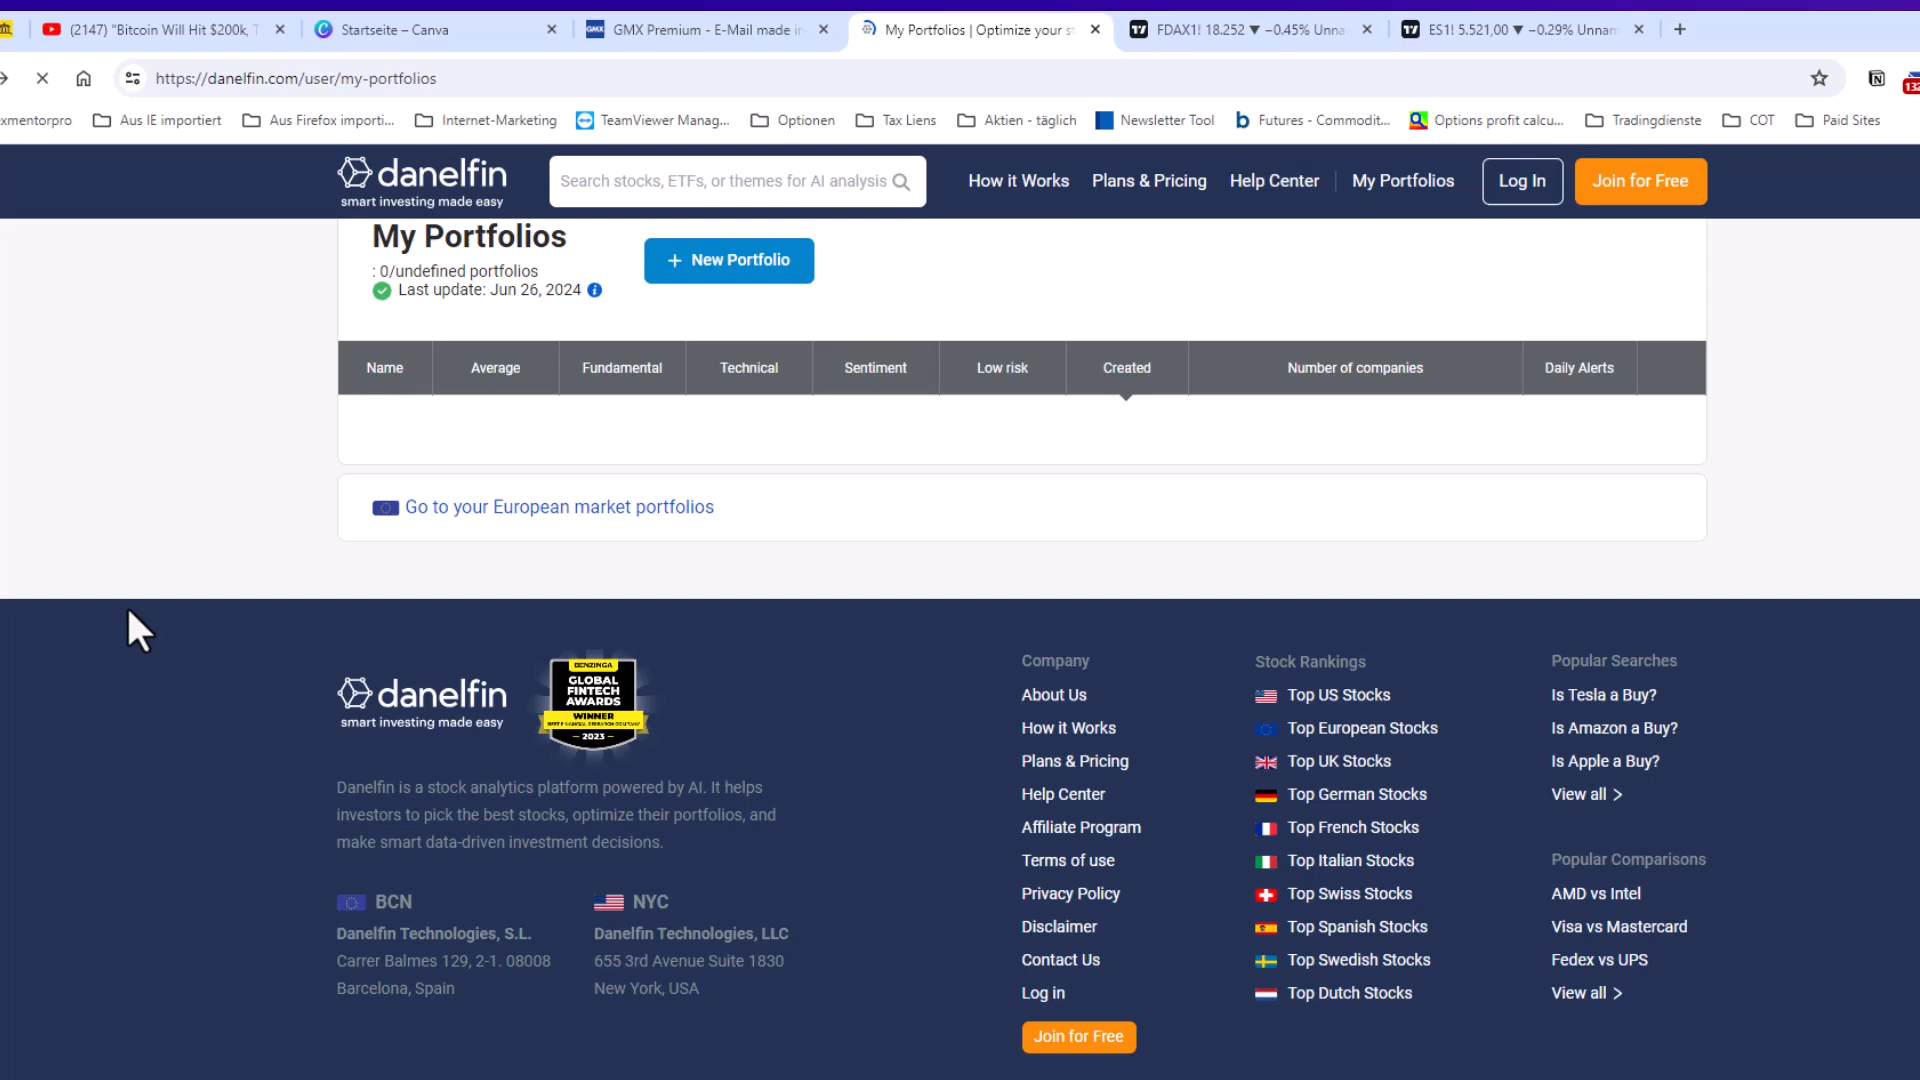 (2147) "Bitcoin Will Hit $200k, T
Startseite – Canva
GMX Premium - E-Mail made in
My Portfolios | Optimize your st
FDAX1! 18.252 ▼ −0.45% Unna
ES1! 5.521,00 ▼ −0.29% Unnam
https://danelfin.com/user/my-portfolios
132
exmentorpro
Aus IE importiert
Aus Firefox importi...
Internet-Marketing
TeamViewer Manag...
Optionen
Tax Liens
Aktien - täglich
Newsletter Tool
Futures - Commodit...
Options profit calcu...
Tradingdienste
COT
Paid Sites
danelfin
smart investing made easy
Search stocks, ETFs, or themes for AI analysis
How it Works
Plans & Pricing
Help Center
My Portfolios
Log In
Join for Free
My Portfolios
: 0/undefined portfolios
Last update: Jun 26, 2024
+ New Portfolio
Name
Average
Fundamental
Technical
Sentiment
Low risk
Created
Number of companies
Daily Alerts
Go to your European market portfolios
danelfin
smart investing made easy
BENZINGA
GLOBAL
FINTECH
AWARDS
WINNER
— 2023 —
Danelfin is a stock analytics platform powered by AI. It helps
investors to pick the best stocks, optimize their portfolios, and
make smart data-driven investment decisions.
BCN
Danelfin Technologies, S.L.
Carrer Balmes 129, 2-1. 08008
Barcelona, Spain
NYC
Danelfin Technologies, LLC
655 3rd Avenue Suite 1830
New York, USA
Company
About Us
How it Works
Plans & Pricing
Help Center
Affiliate Program
Terms of use
Privacy Policy
Disclaimer
Contact Us
Log in
Join for Free
Stock Rankings
Top US Stocks
Top European Stocks
Top UK Stocks
Top German Stocks
Top French Stocks
Top Italian Stocks
Top Swiss Stocks
Top Spanish Stocks
Top Swedish Stocks
Top Dutch Stocks
Popular Searches
Is Tesla a Buy?
Is Amazon a Buy?
Is Apple a Buy?
View all >
Popular Comparisons
AMD vs Intel
Visa vs Mastercard
Fedex vs UPS
View all >